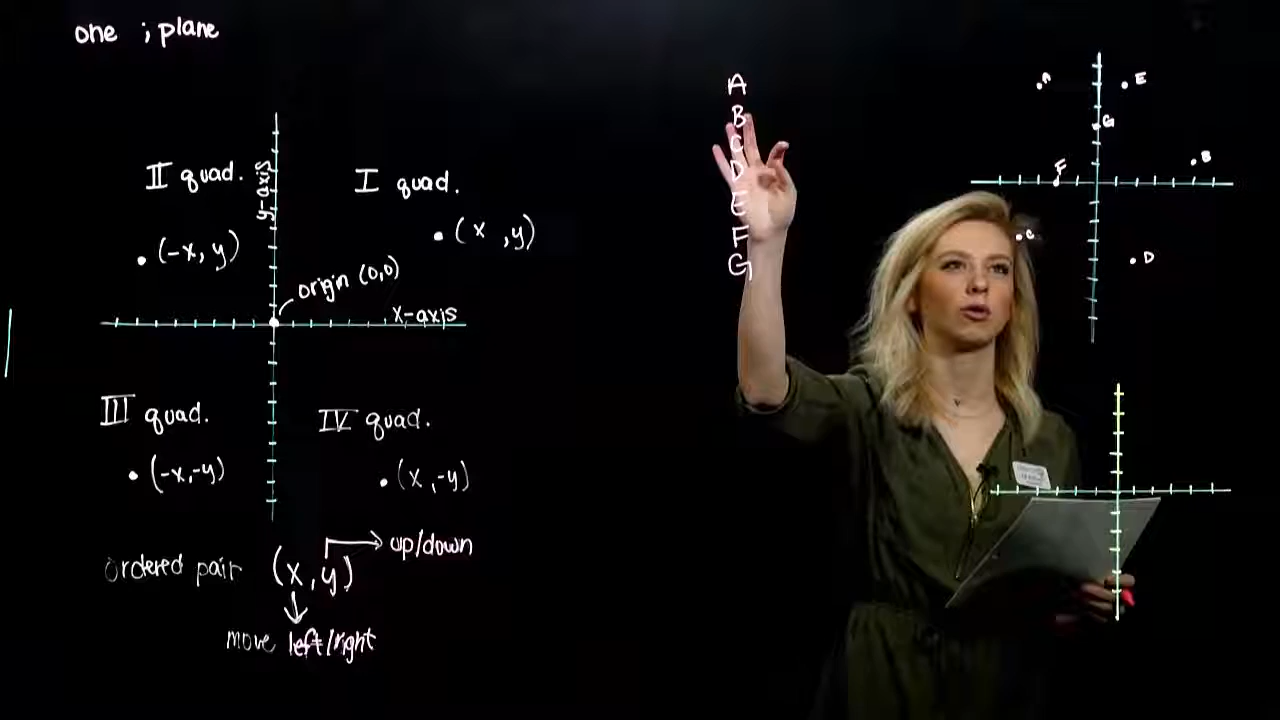 one ; plane
II quad.
y-axis
I quad.
(-x, y)
(x ,y)
origin (0,0)
x-axis
III quad.
IV quad.
(-x,-y)
(x ,-y)
ordered pair (x,y)
up/down
move left/right
A
B
C
D
E
F
G
A
E
G
B
F
C
D